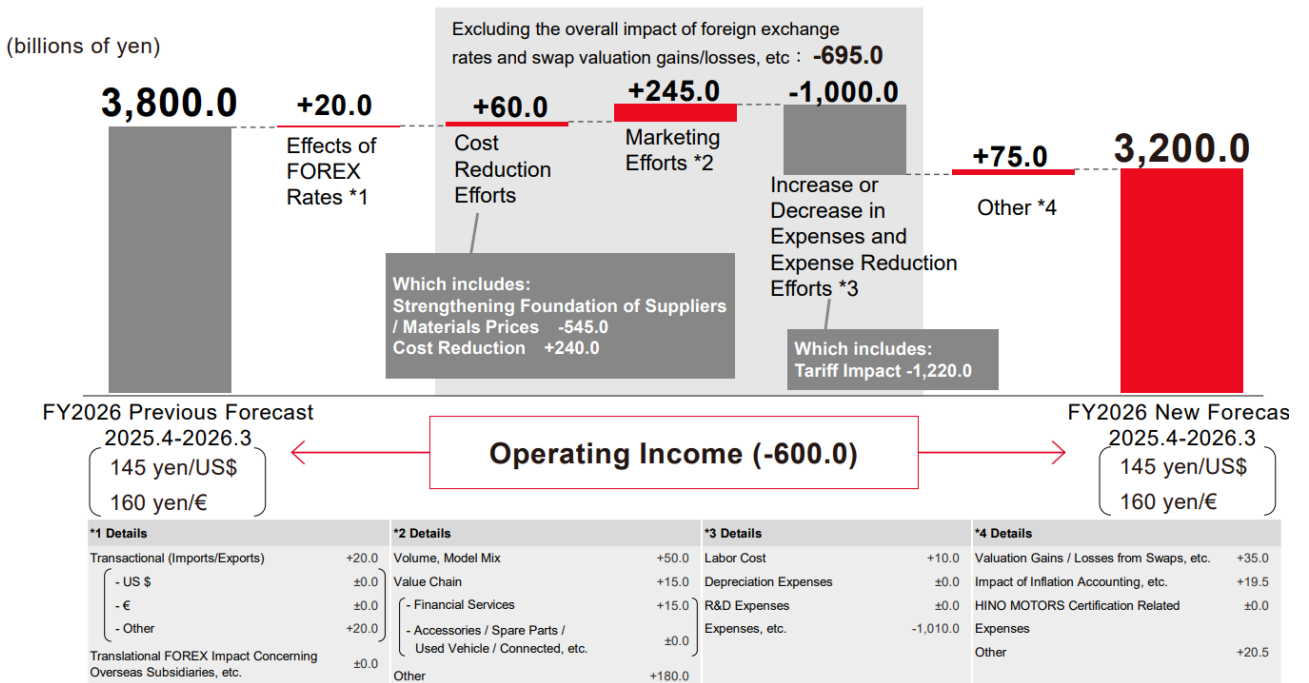 (billions of yen)
Excluding the overall impact of foreign exchange
rates and swap valuation gains/losses, etc : -695.0
3,800.0
+20.0
Effects of
FOREX
Rates *1
+60.0
Cost
Reduction
Efforts
+245.0
Marketing
Efforts *2
-1,000.0
Increase or
Decrease in
Expenses and
Expense Reduction
Efforts *3
+75.0
Other *4
3,200.0
Which includes:
Strengthening Foundation of Suppliers
/ Materials Prices -545.0
Cost Reduction +240.0
Which includes:
Tariff Impact -1,220.0
FY2026 Previous Forecast
2025.4-2026.3
145 yen/US$
160 yen/€
Operating Income (-600.0)
FY2026 New Forecas
2025.4-2026.3
145 yen/US$
160 yen/€
*1 Details
Transactional (Imports/Exports) +20.0
- US $ ±0.0
- € ±0.0
- Other +20.0
Translational FOREX Impact Concerning
Overseas Subsidiaries, etc. ±0.0
*2 Details
Volume, Model Mix +50.0
Value Chain +15.0
- Financial Services +15.0
- Accessories / Spare Parts /
Used Vehicle / Connected, etc. ±0.0
Other +180.0
*3 Details
Labor Cost +10.0
Depreciation Expenses ±0.0
R&D Expenses ±0.0
Expenses, etc. -1,010.0
*4 Details
Valuation Gains / Losses from Swaps, etc. +35.0
Impact of Inflation Accounting, etc. +19.5
HINO MOTORS Certification Related ±0.0
Expenses
Other +20.5